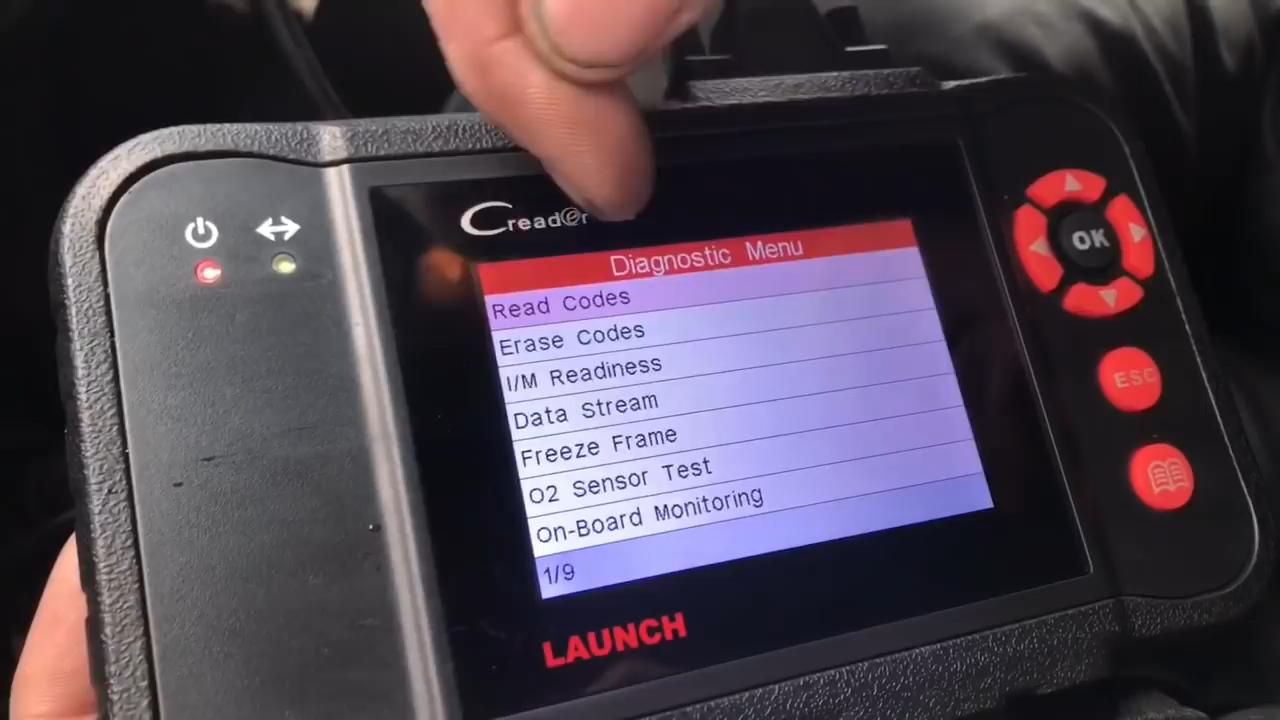 Creader
Diagnostic Menu
Read Codes
Erase Codes
I/M Readiness
Data Stream
Freeze Frame
O2 Sensor Test
On-Board Monitoring
1/9
LAUNCH
OK
ESC